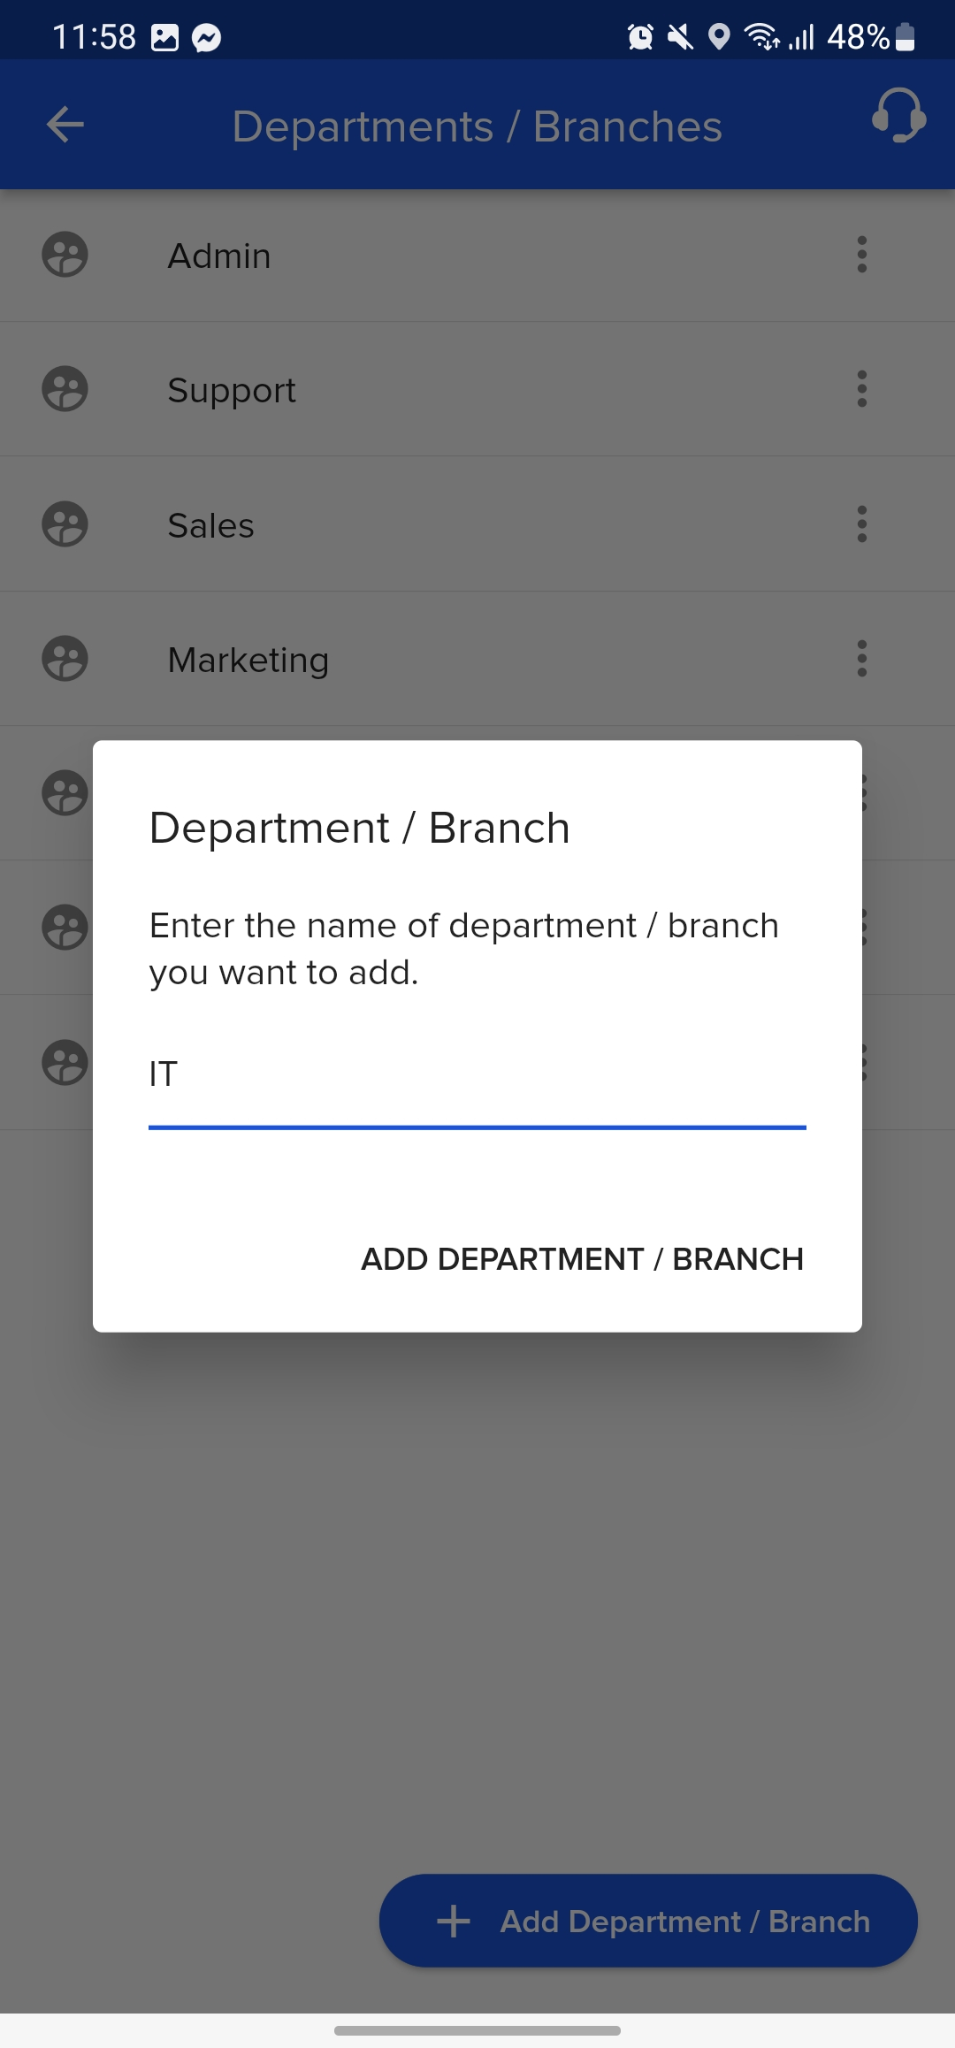 11:58
48%
Departments / Branches
Admin
Support
Sales
Marketing
Department / Branch
Enter the name of department / branch
you want to add.
IT
ADD DEPARTMENT / BRANCH
Add Department / Branch